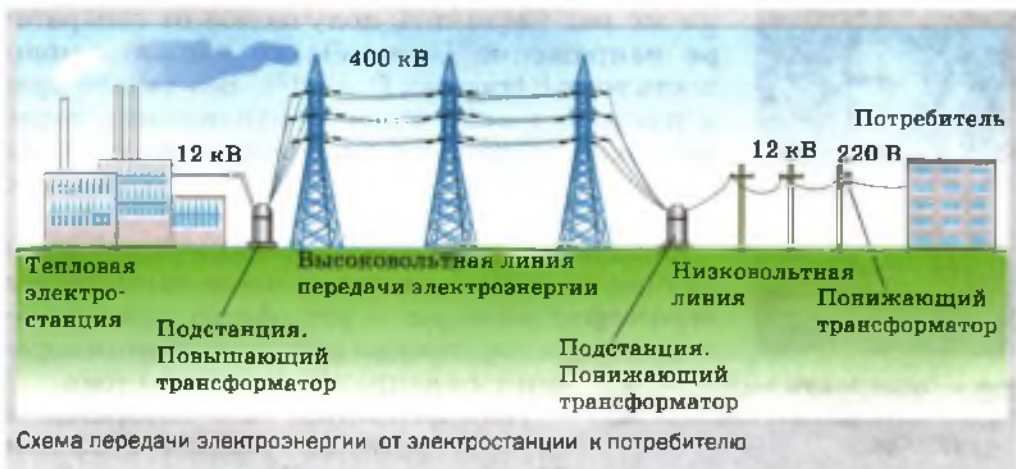 400 кВ
Потребитель
12 кВ
12 кВ
220 В
Тепловая
электро-
станция
Высоковольтная линия
передачи электроэнергии
Низковольтная
линия
Понижающий
трансформатор
Подстанция.
Повышающий
трансформатор
Подстанция.
Понижающий
трансформатор
Схема передачи электроэнергии от электростанции к потребителю